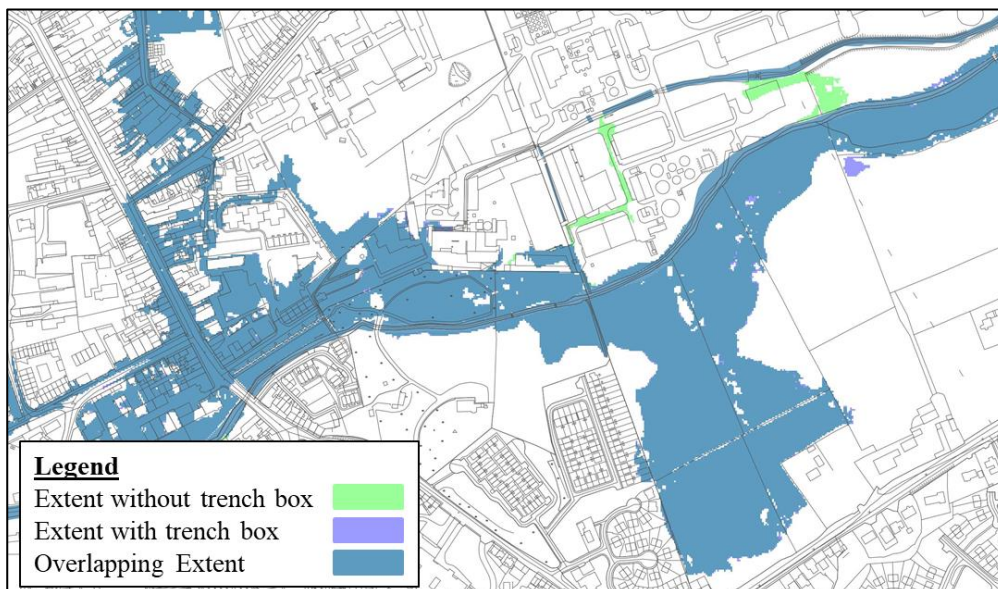 Legend
Extent without trench box
Extent with trench box
Overlapping Extent